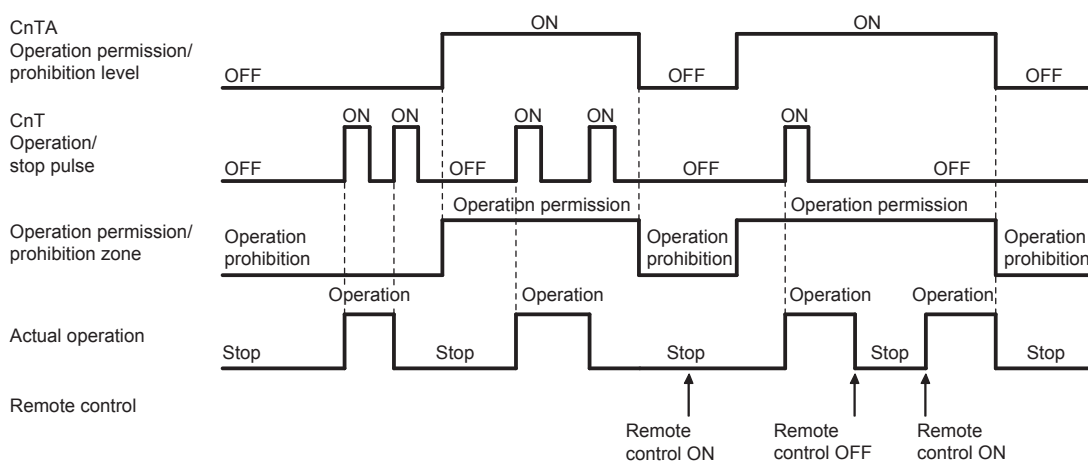 CnTA
Operation permission/
prohibition level
OFF
ON
OFF
ON
OFF
CnT
Operation/
stop pulse
OFF
ON
ON
OFF
ON
ON
OFF
ON
OFF
Operation permission/
prohibition zone
Operation
prohibition
Operation permission
Operation
prohibition
Operation permission
Operation
prohibition
Actual operation
Stop
Operation
Stop
Operation
Stop
Operation
Stop
Operation
Stop
Remote control
Remote
control ON
Remote
control OFF
Remote
control ON